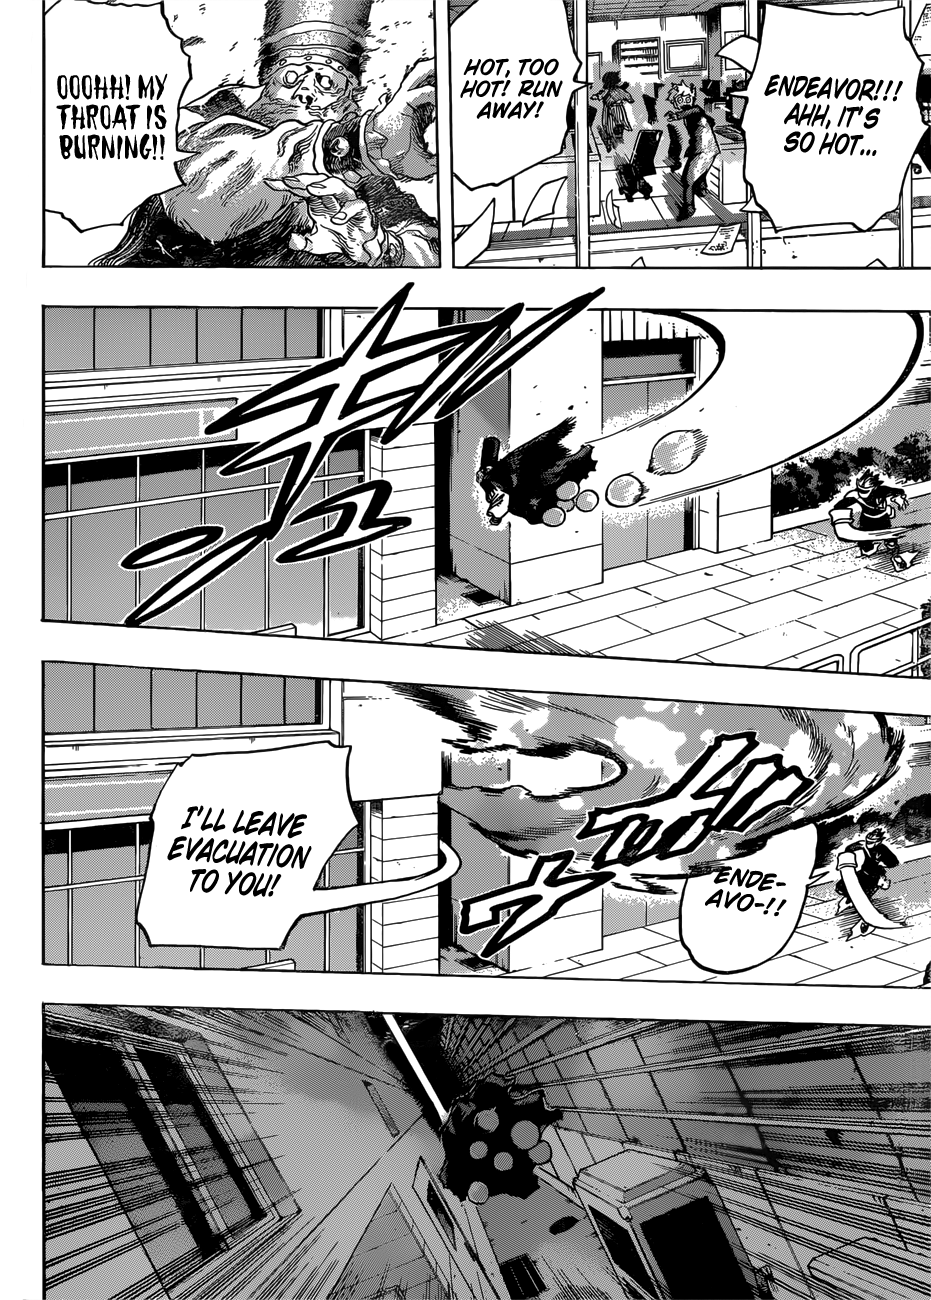 ENDEAVOR!!!
AHH, IT'S
SO HOT...
HOT, TOO
HOT! RUN
AWAY!
OOOHH! MY
THROAT IS
BURNING!!
ENDE-
AVO-!!
I'LL LEAVE
EVACUATION
TO YOU!